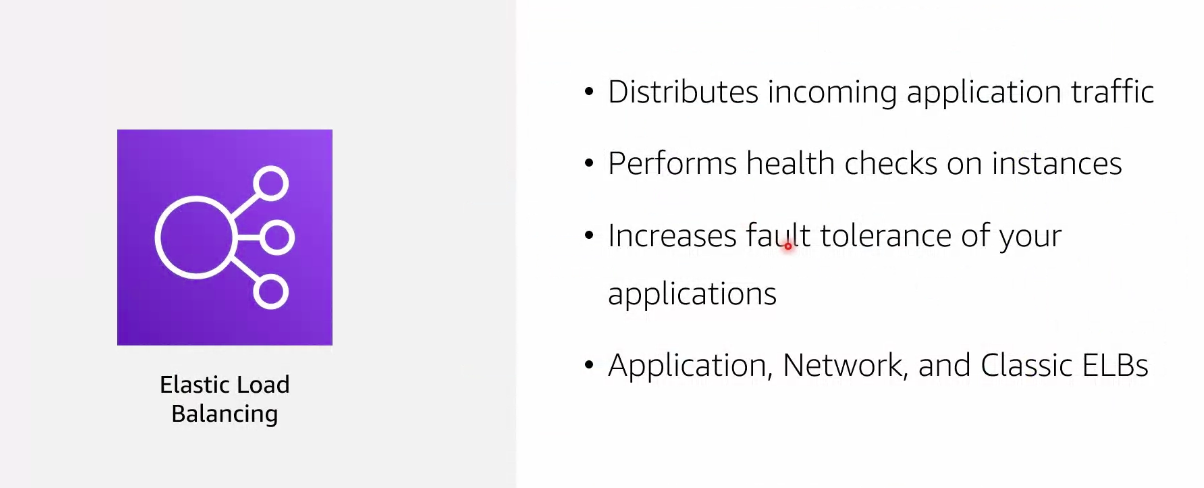 Elastic Load
Balancing
• Distributes incoming application traffic
• Performs health checks on instances
• Increases fault tolerance of your
applications
• Application, Network, and Classic ELBs